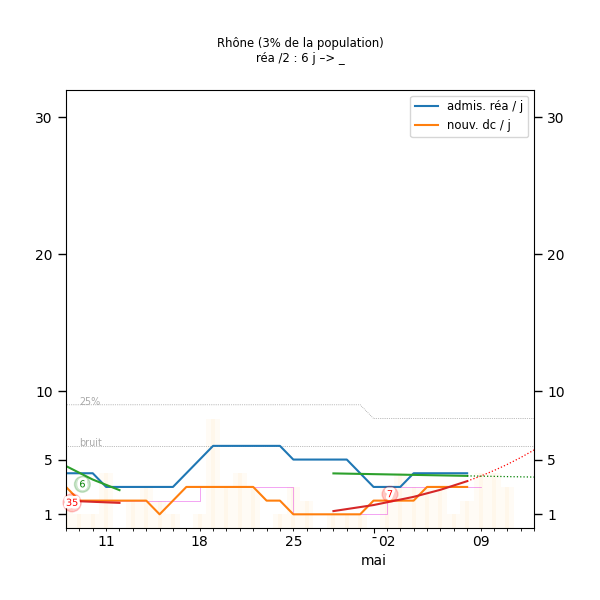 Rhône (3% de la population)
réa /2 : 6 j –> _
admis. réa / j
nouv. dc / j
30 30
20 20
10 10
25%
bruit
5 5
6
35
7
1 1
11 18 25 02 09
mai